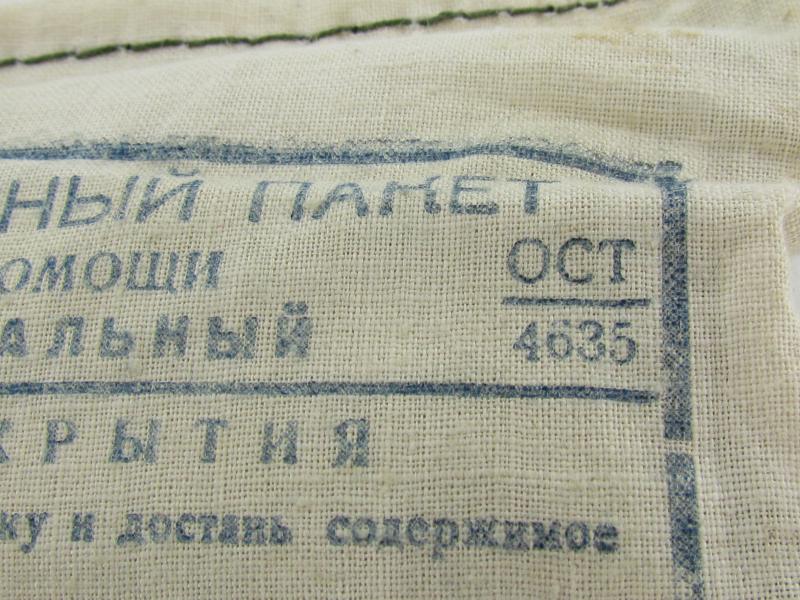 НЫЙ ПАКЕТ
ОМОЩИ ОСТ
АЛЬНЫЙ 4635
КРЫТИЯ
ку и достань содержимое